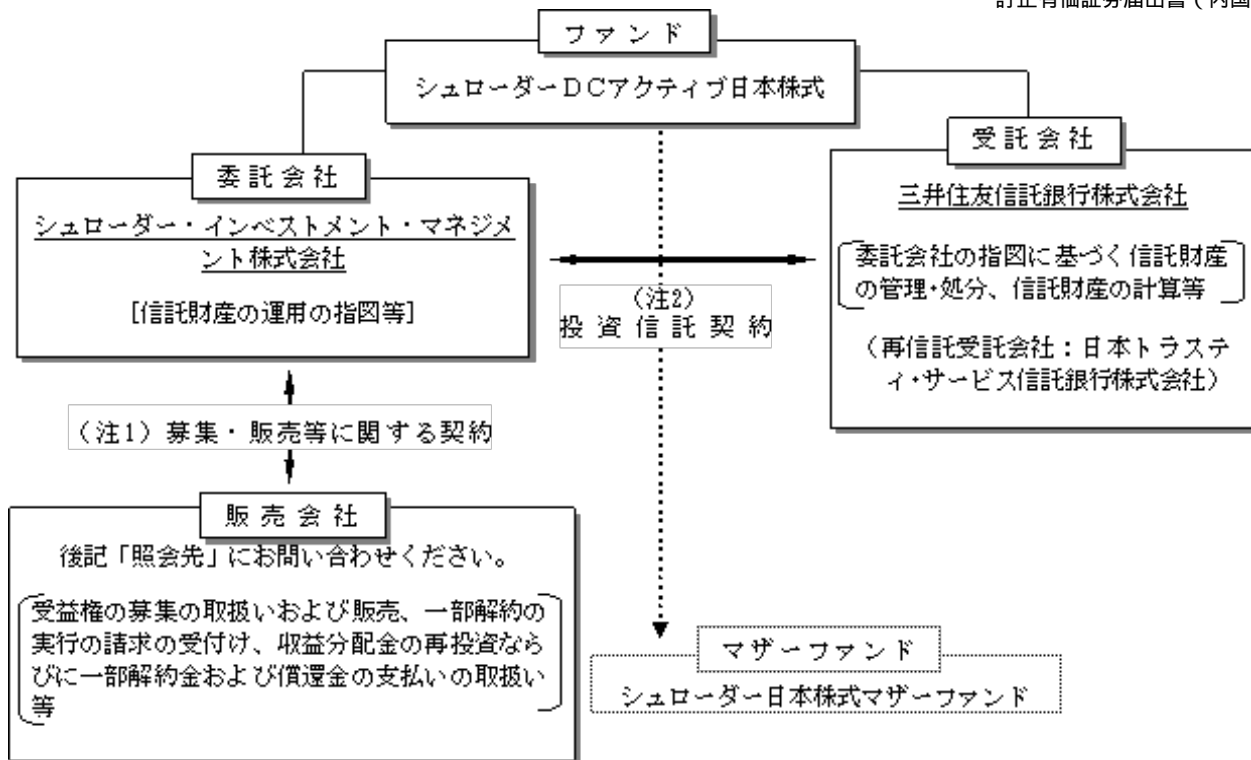 訂正有価証券届出書(内国
ファンド
シュローダーDCアクティブ日本株式
委託会社
シュローダー・インベストメント・マネジメ
ント株式会社
[信託財産の運用の指図等]
受託会社
三井住友信託銀行株式会社
委託会社の指図に基づく信託財産
の管理・処分、信託財産の計算等
(再信託受託会社:日本トラステ
ィ・サービス信託銀行株式会社)
(注2)
投資信託契約
(注1)募集・販売等に関する契約
販売会社
後記「照会先」にお問い合わせください。
受益権の募集の取扱いおよび販売、一部解約の
実行の請求の受付け、収益分配金の再投資なら
びに一部解約金および償還金の支払いの取扱い
等
マザーファンド
シュローダー日本株式マザーファンド